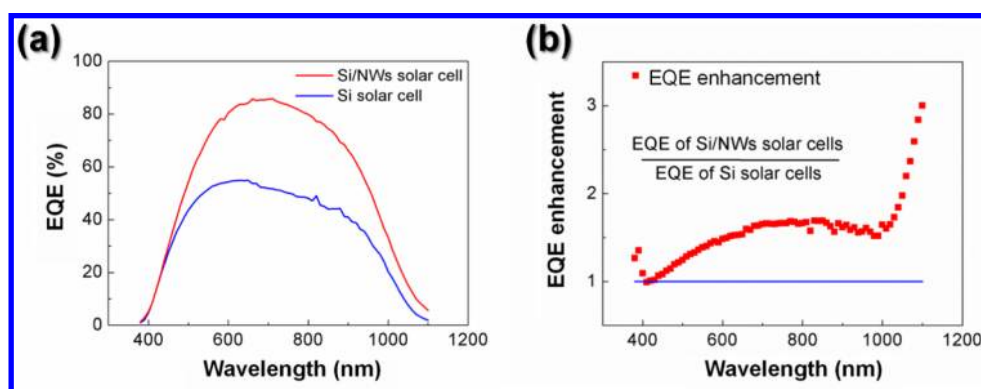 (a)
100
80
60
40
20
0
EQE (%)
Si/NWs solar cell
Si solar cell
400 600 800 1000 1200
Wavelength (nm)
(b)
3
2
1
EQE enhancement
EQE enhancement
EQE of Si/NWs solar cells
EQE of Si solar cells
400 600 800 1000 1200
Wavelength (nm)